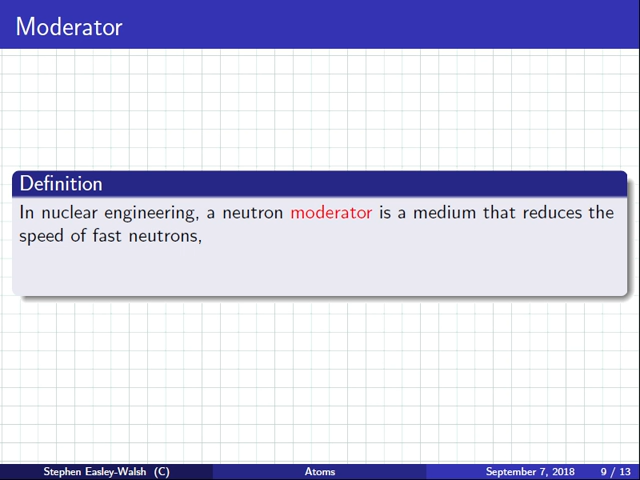 Moderator
Definition
In nuclear engineering, a neutron moderator is a medium that reduces the
speed of fast neutrons,
Stephen Easley-Walsh (C) Atoms September 7, 2018 9 / 13